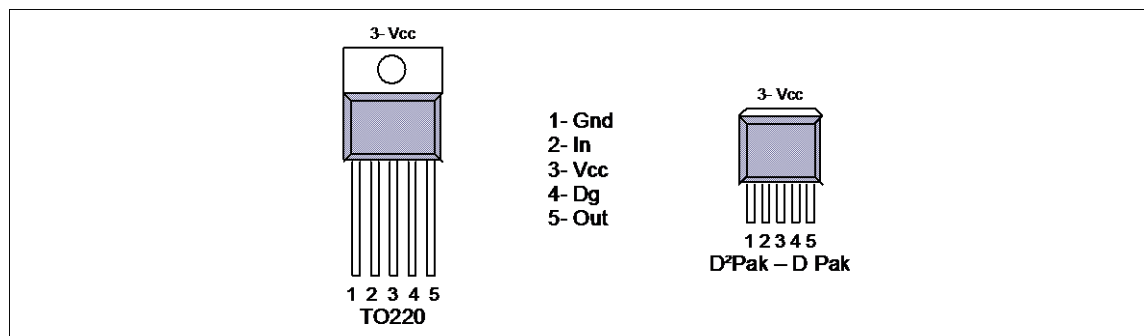 3- Vcc
1 2 3 4 5
TO220
1- Gnd
2- In
3- Vcc
4- Dg
5- Out
3- Vcc
1 2 3 4 5
D²Pak – D Pak